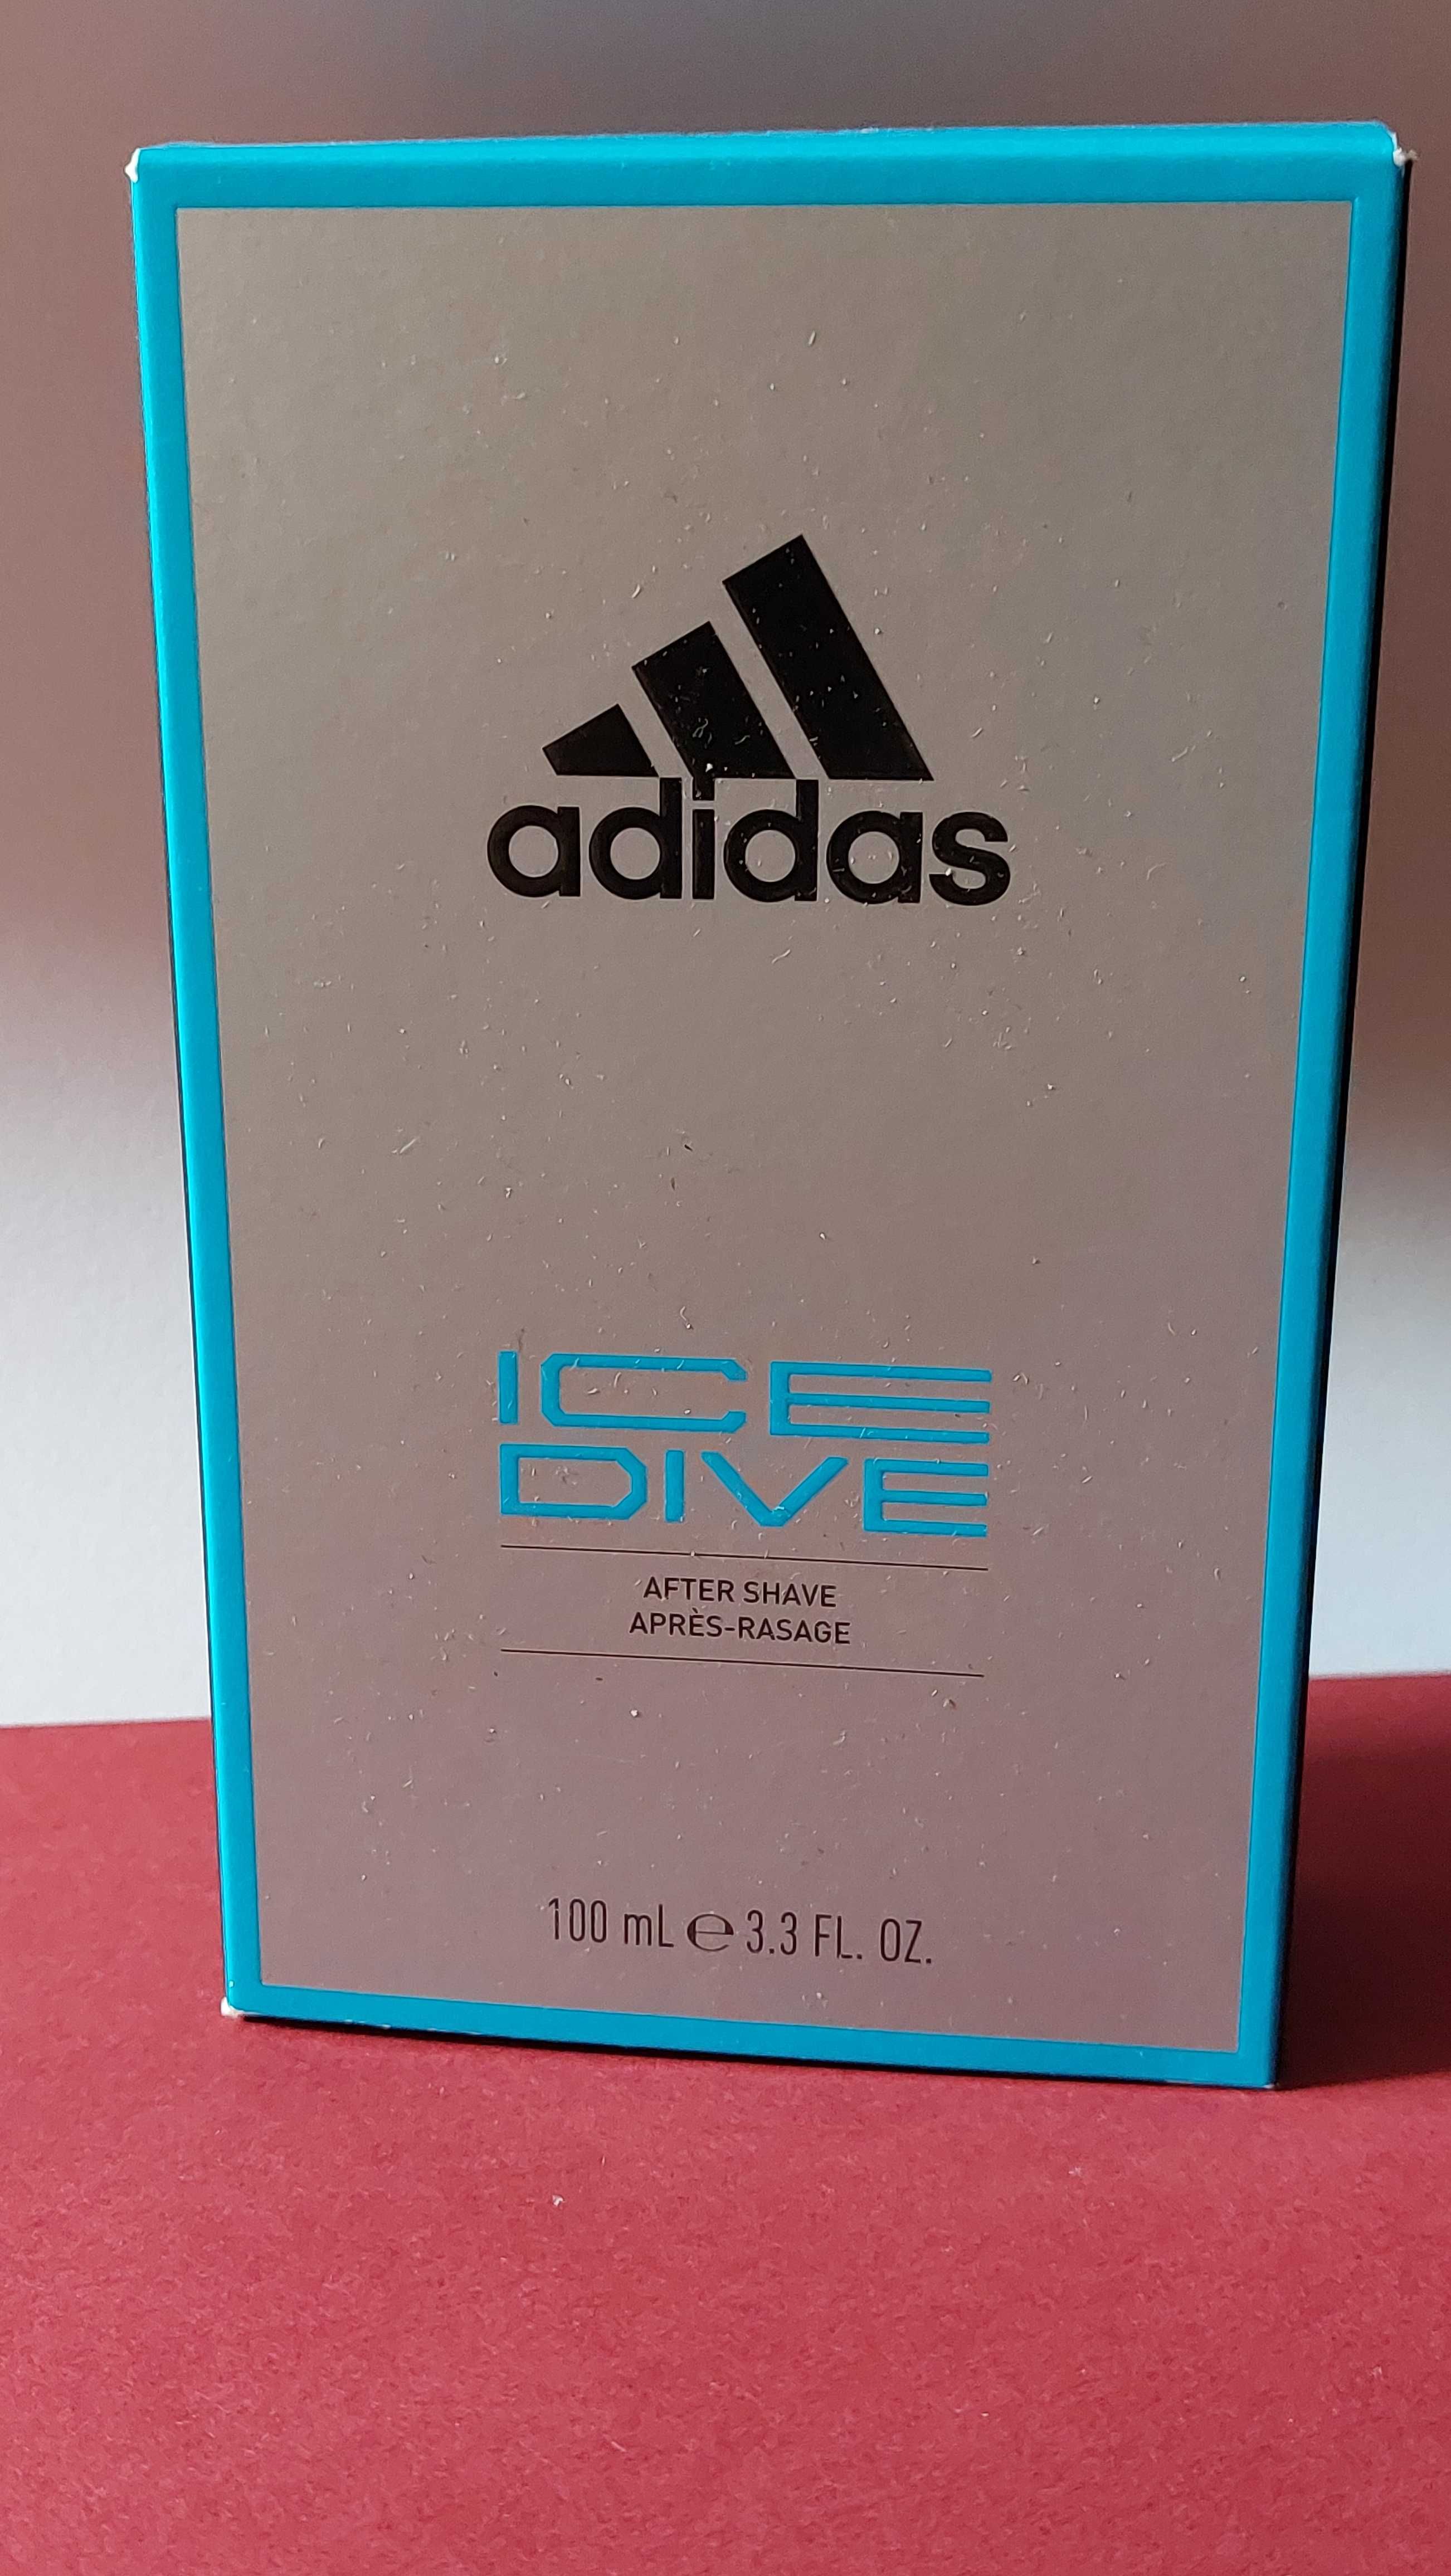 adidas
ICE
DIVE
AFTER SHAVE
APRÈS-RASAGE
100 mL ℮ 3.3 FL. OZ.